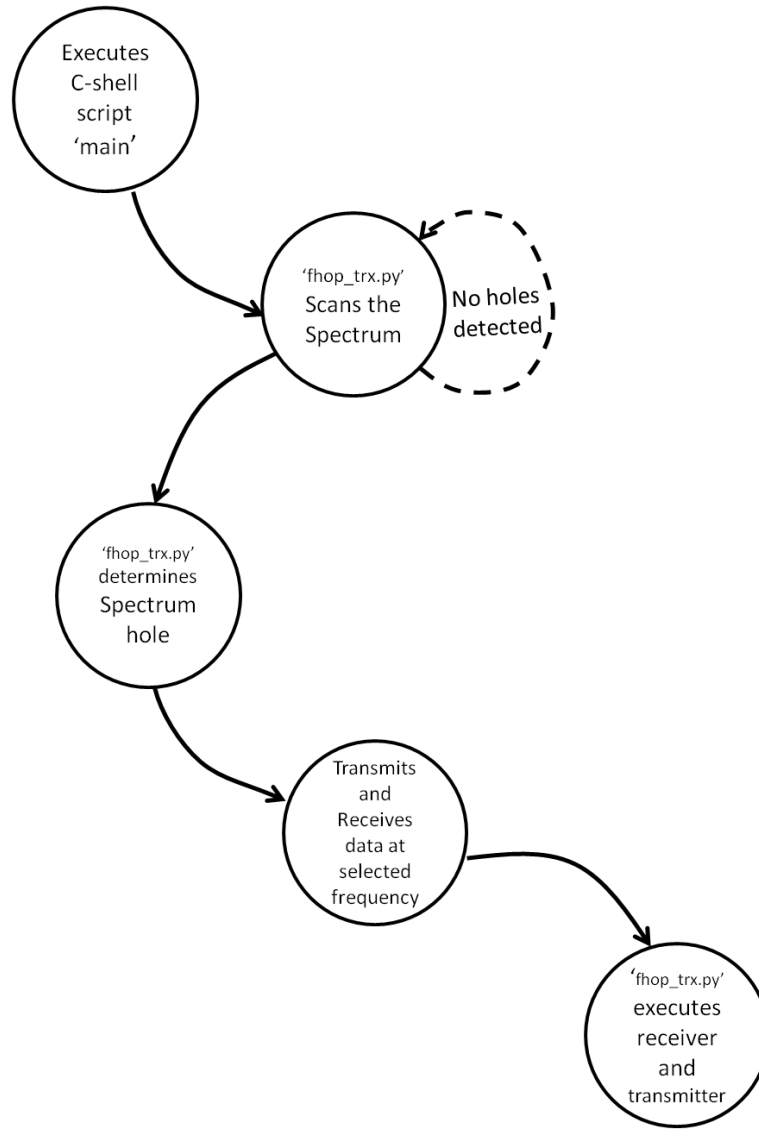 Executes
C-shell
script
‘main’
‘fhop_trx.py’
Scans the
Spectrum
No holes
detected
‘fhop_trx.py’
determines
Spectrum
hole
Transmits
and
Receives
data at
selected
frequency
‘fhop_trx.py’
executes
receiver
and
transmitter